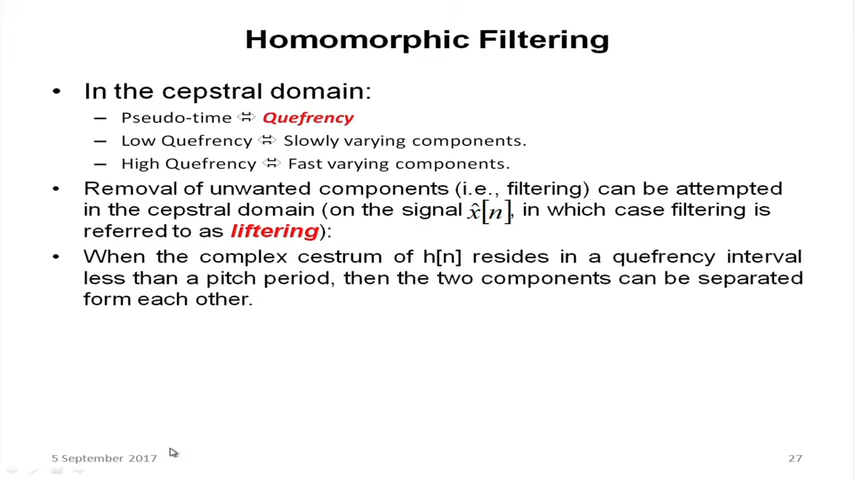 Homomorphic Filtering
• In the cepstral domain:
– Pseudo-time ⇔ Quefrency
– Low Quefrency ⇔ Slowly varying components.
– High Quefrency ⇔ Fast varying components.
• Removal of unwanted components (i.e., filtering) can be attempted
in the cepstral domain (on the signal x̂[n], in which case filtering is
referred to as liftering):
• When the complex cestrum of h[n] resides in a quefrency interval
less than a pitch period, then the two components can be separated
form each other.
5 September 2017
27